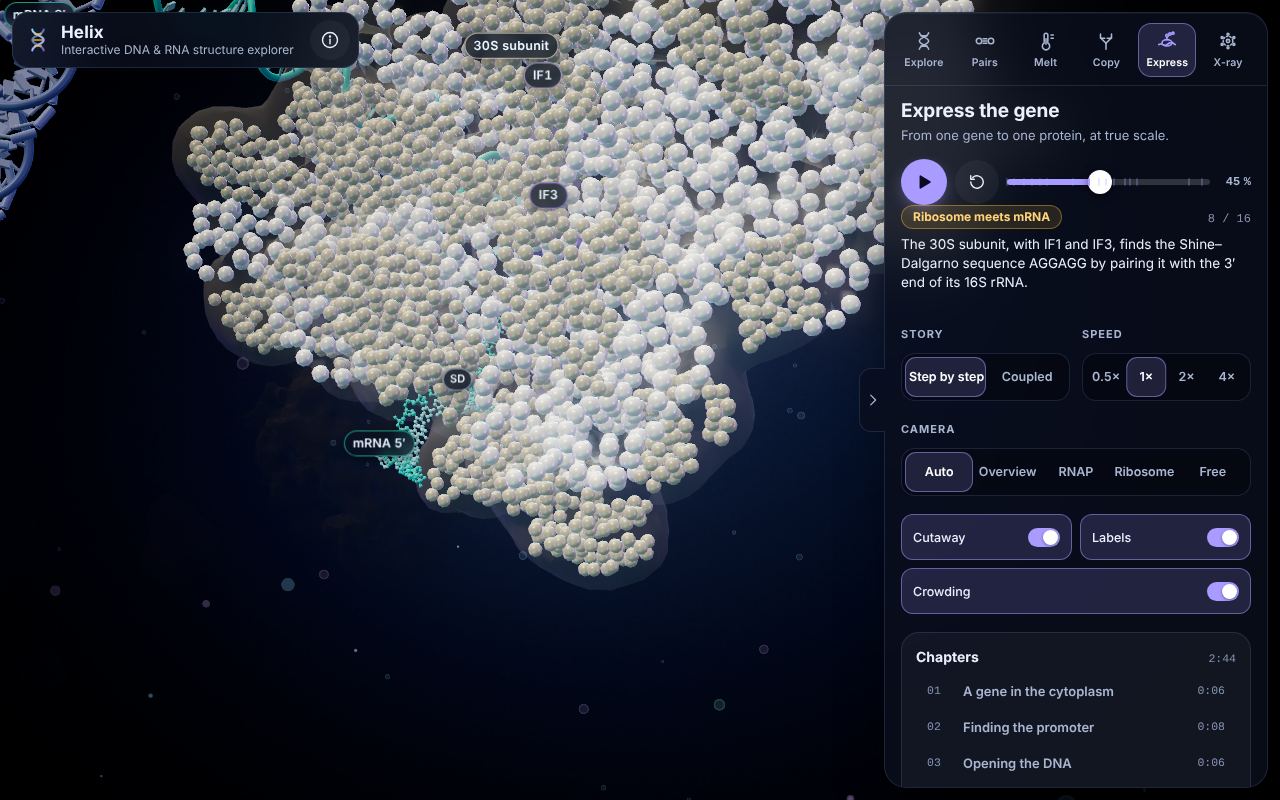 Helix
Interactive DNA & RNA structure explorer
30S subunit
IF1
IF3
SD
mRNA 5′
Explore
Pairs
Melt
Copy
Express
X-ray
Express the gene
From one gene to one protein, at true scale.
45 %
Ribosome meets mRNA
8 / 16
The 30S subunit, with IF1 and IF3, finds the Shine–
Dalgarno sequence AGGAGG by pairing it with the 3′
end of its 16S rRNA.
STORY
SPEED
Step by step
Coupled
0.5×
1×
2×
4×
CAMERA
Auto
Overview
RNAP
Ribosome
Free
Cutaway
Labels
Crowding
Chapters
2:44
01
A gene in the cytoplasm
0:06
02
Finding the promoter
0:08
03
Opening the DNA
0:06